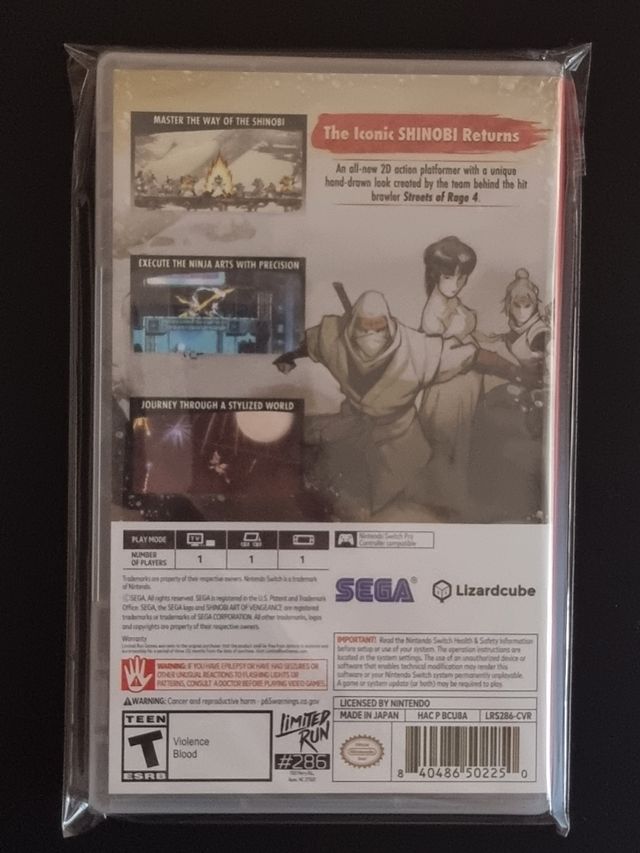 MASTER THE WAY OF THE SHINOBI
The Iconic SHINOBI Returns
An all-new 2D action platformer with a unique
hand-drawn look created by the team behind the hit
brawler Streets of Rage 4.
EXECUTE THE NINJA ARTS WITH PRECISION
JOURNEY THROUGH A STYLIZED WORLD
PLAY MODE
TV
NUMBER
OF PLAYERS
1
1
1
Nintendo Switch Pro
Controller compatible
Trademarks are property of their respective owners. Nintendo Switch is a trademark
of Nintendo.
©SEGA. All rights reserved. SEGA is registered in the U.S. Patent and Trademark
Office. SEGA, the SEGA logo and SHINOBI: ART OF VENGEANCE are registered
trademarks or trademarks of SEGA CORPORATION. All other trademarks, logos
and copyrights are property of their respective owners.
Warranty
SEGA®
Lizardcube
WARNING: IF YOU HAVE EPILEPSY OR HAVE HAD SEIZURES OR
OTHER UNUSUAL REACTIONS TO FLASHING LIGHTS OR
PATTERNS, CONSULT A DOCTOR BEFORE PLAYING VIDEO GAMES.
WARNING: Cancer and reproductive harm - p65warnings.ca.gov
IMPORTANT! Read the Nintendo Switch Health & Safety Information
before setup or use of your system. The operation instructions are
located in the system settings. The use of an unauthorized device or
software that enables technical modification may render this
software or your Nintendo Switch system permanently unplayable.
A game or system update (or both) may be required to play.
TEEN
T
ESRB
Violence
Blood
LIMITED
RUN
#286
LICENSED BY NINTENDO
MADE IN JAPAN
HAC P BCU8A
LRS286-CVR
8 40486 50225 0